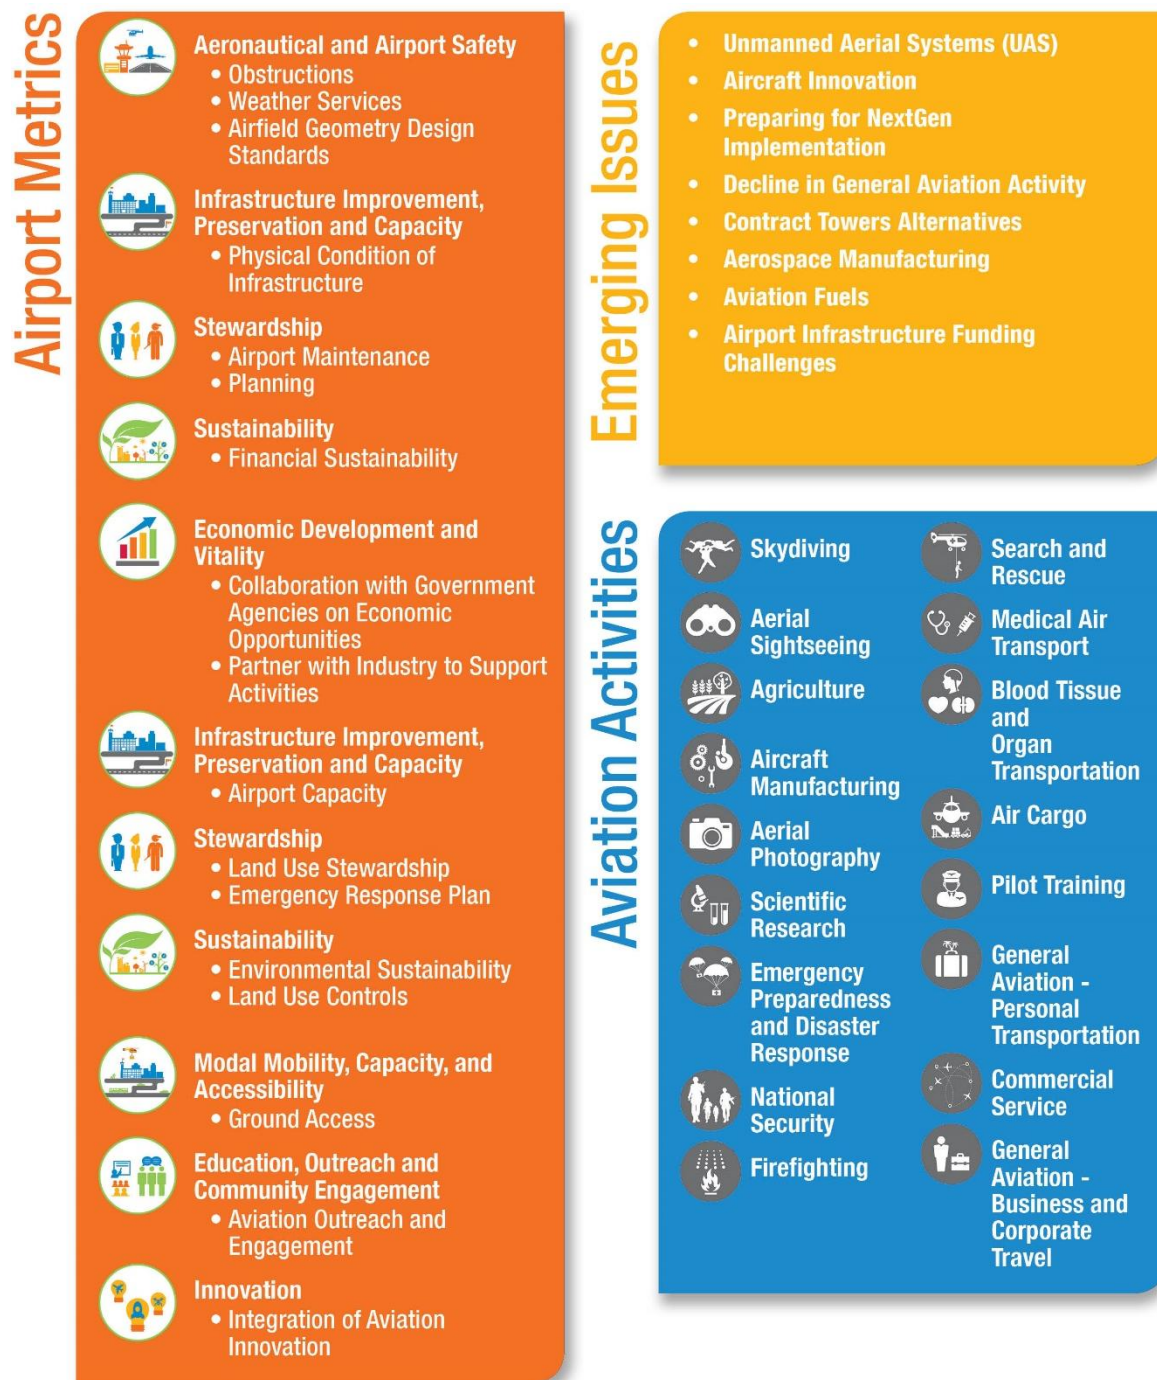 Airport Metrics
Aeronautical and Airport Safety
• Obstructions
• Weather Services
• Airfield Geometry Design
Standards
Infrastructure Improvement,
Preservation and Capacity
• Physical Condition of
Infrastructure
Stewardship
• Airport Maintenance
• Planning
Sustainability
• Financial Sustainability
Economic Development and
Vitality
• Collaboration with Government
Agencies on Economic
Opportunities
• Partner with Industry to Support
Activities
Infrastructure Improvement,
Preservation and Capacity
• Airport Capacity
Stewardship
• Land Use Stewardship
• Emergency Response Plan
Sustainability
• Environmental Sustainability
• Land Use Controls
Modal Mobility, Capacity, and
Accessibility
• Ground Access
Education, Outreach and
Community Engagement
• Aviation Outreach and
Engagement
Innovation
• Integration of Aviation
Innovation
Emerging Issues
• Unmanned Aerial Systems (UAS)
• Aircraft Innovation
• Preparing for NextGen
Implementation
• Decline in General Aviation Activity
• Contract Towers Alternatives
• Aerospace Manufacturing
• Aviation Fuels
• Airport Infrastructure Funding
Challenges
Aviation Activities
Skydiving
Aerial
Sightseeing
Agriculture
Aircraft
Manufacturing
Aerial
Photography
Scientific
Research
Emergency
Preparedness
and Disaster
Response
National
Security
Firefighting
Search and
Rescue
Medical Air
Transport
Blood Tissue
and
Organ
Transportation
Air Cargo
Pilot Training
General
Aviation -
Personal
Transportation
Commercial
Service
General
Aviation -
Business and
Corporate
Travel